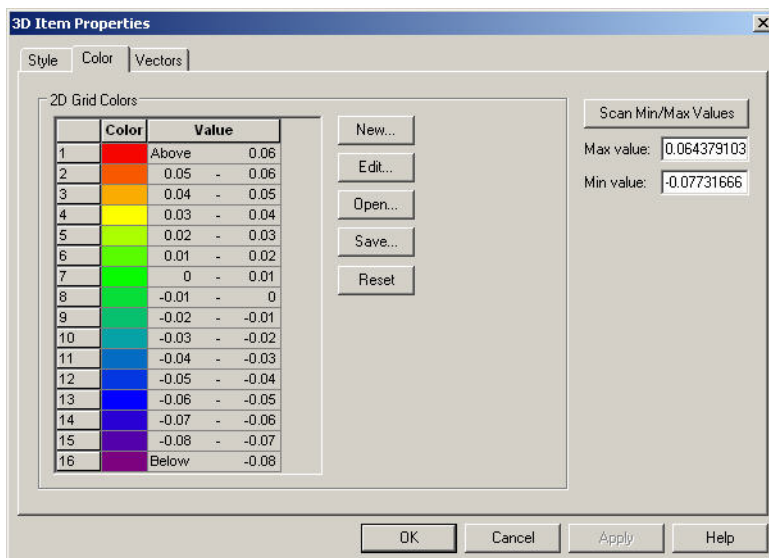 3D Item Properties
Style Color Vectors
2D Grid Colors
Color Value
1 Above 0.06
2 0.05 - 0.06
3 0.04 - 0.05
4 0.03 - 0.04
5 0.02 - 0.03
6 0.01 - 0.02
7 0 - 0.01
8 -0.01 - 0
9 -0.02 - -0.01
10 -0.03 - -0.02
11 -0.04 - -0.03
12 -0.05 - -0.04
13 -0.06 - -0.05
14 -0.07 - -0.06
15 -0.08 - -0.07
16 Below -0.08
New...
Edit...
Open...
Save...
Reset
Scan Min/Max Values
Max value: 0.064379103
Min value: -0.07731666
OK Cancel Apply Help